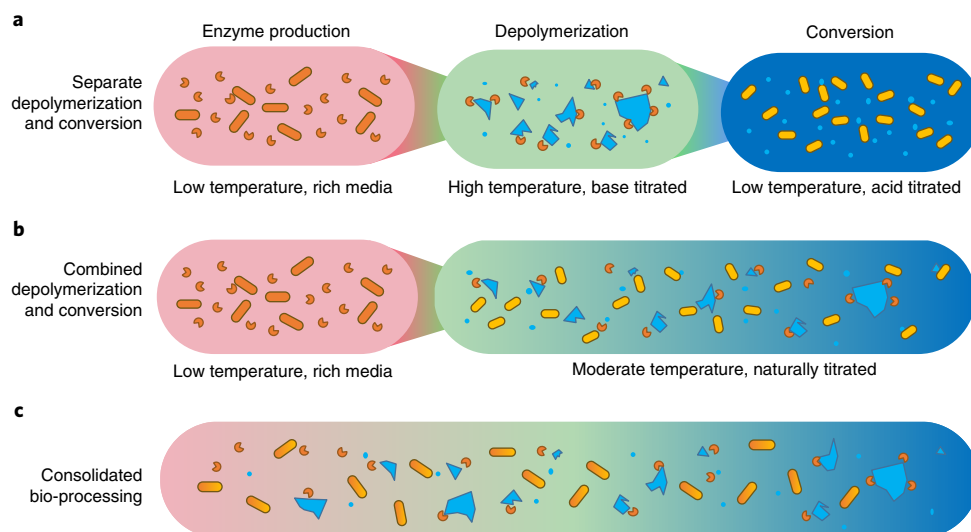 a
Enzyme production
Depolymerization
Conversion
Separate
depolymerization
and conversion
Low temperature, rich media
High temperature, base titrated
Low temperature, acid titrated
b
Combined
depolymerization
and conversion
Low temperature, rich media
Moderate temperature, naturally titrated
c
Consolidated
bio-processing